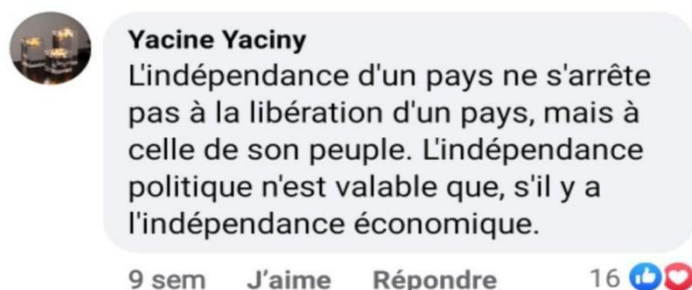 Yacine Yaciny
L'indépendance d'un pays ne s'arrête
pas à la libération d'un pays, mais à
celle de son peuple. L'indépendance
politique n'est valable que, s'il y a
l'indépendance économique.
9 sem J'aime Répondre 16